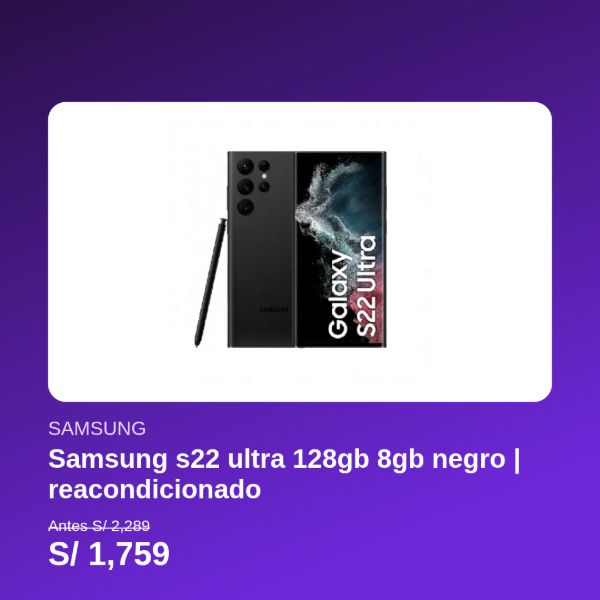 SAMSUNG
Galaxy
S22 Ultra
SAMSUNG
Samsung s22 ultra 128gb 8gb negro |
reacondicionado
Antes S/ 2,289
S/ 1,759